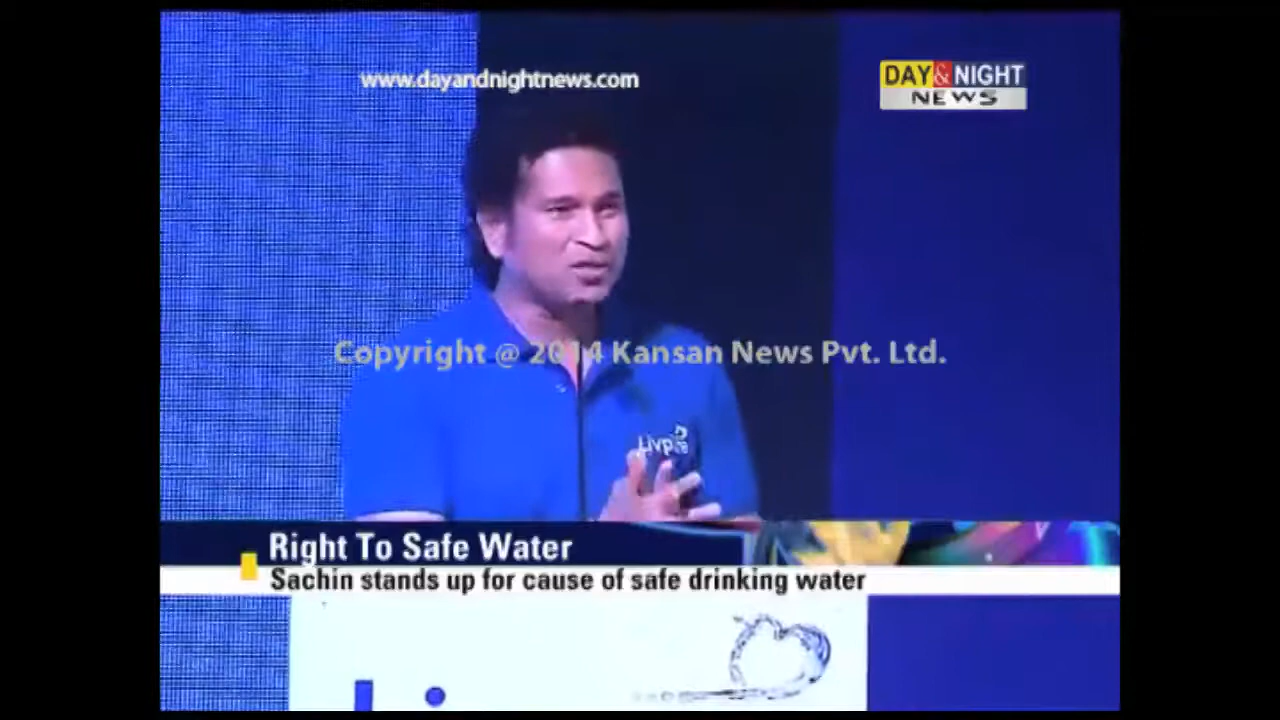 www.dayandnightnews.com
DAY & NIGHT
NEWS
Copyright @ 2014 Kansan News Pvt. Ltd.
Right To Safe Water
Sachin stands up for cause of safe drinking water